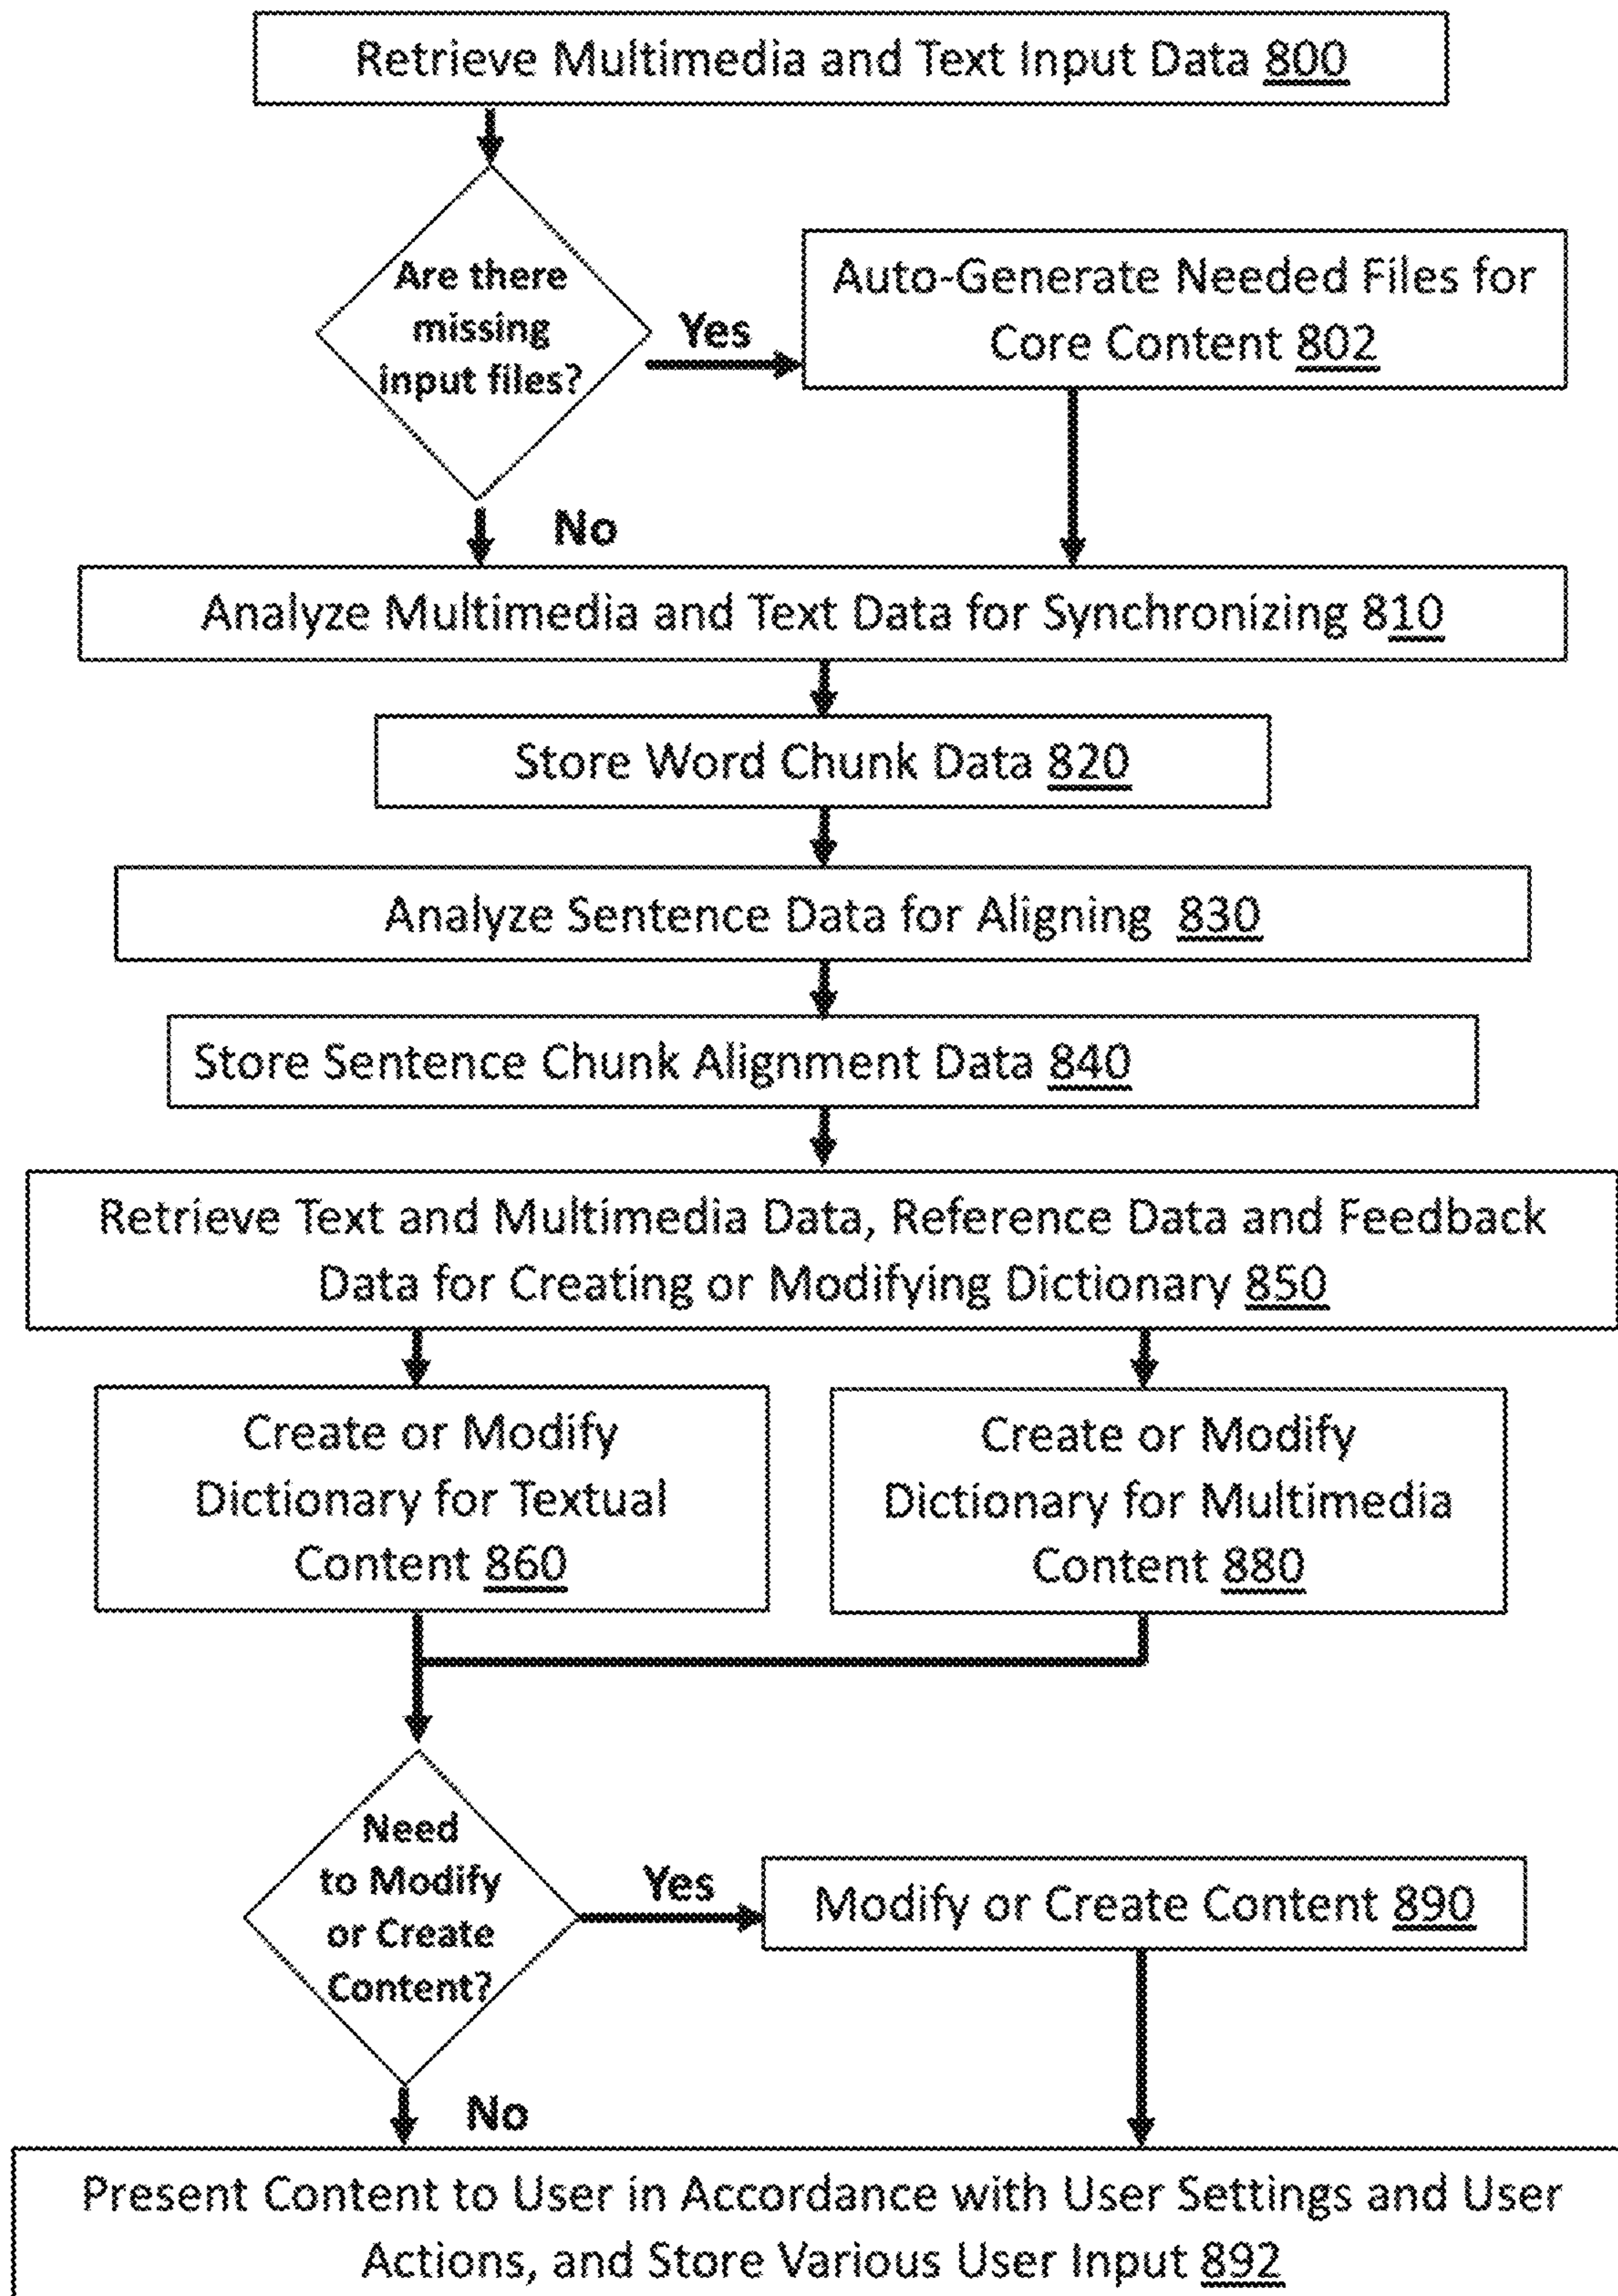 Retrieve Multimedia and Text Input Data 800
Are there
missing
input files?
Yes
Auto-Generate Needed Files for
Core Content 802
No
Analyze Multimedia and Text Data for Synchronizing 810
Store Word Chunk Data 820
Analyze Sentence Data for Aligning 830
Store Sentence Chunk Alignment Data 840
Retrieve Text and Multimedia Data, Reference Data and Feedback
Data for Creating or Modifying Dictionary 850
Create or Modify
Dictionary for Textual
Content 860
Create or Modify
Dictionary for Multimedia
Content 880
Need
to Modify
or Create
Content?
Yes
Modify or Create Content 890
No
Present Content to User in Accordance with User Settings and User
Actions, and Store Various User Input 892